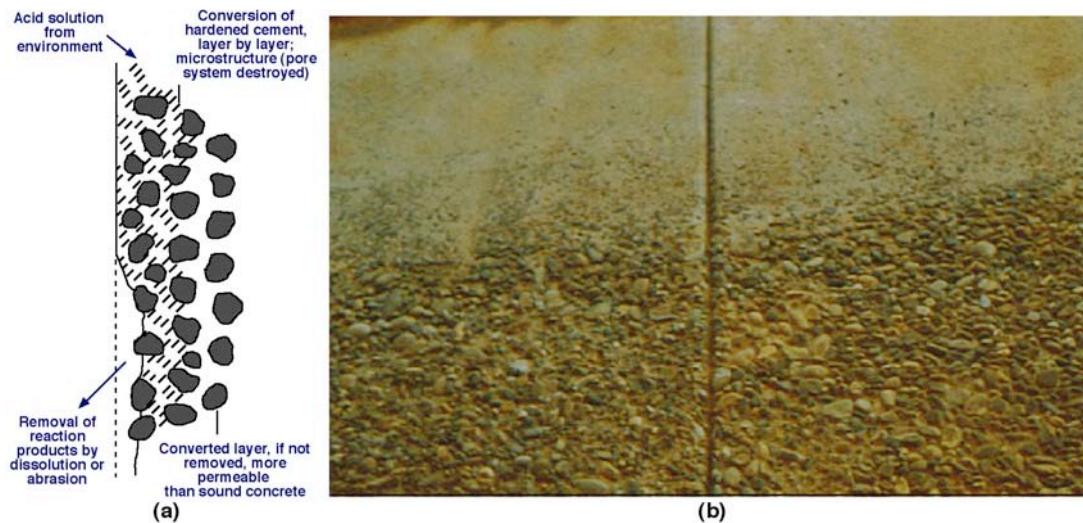 Acid solution
from
environment
Conversion of
hardened cement,
layer by layer;
microstructure (pore
system destroyed)
Removal of
reaction
products by
dissolution or
abrasion
Converted layer, if not
removed, more
permeable
than sound concrete
(a)
(b)